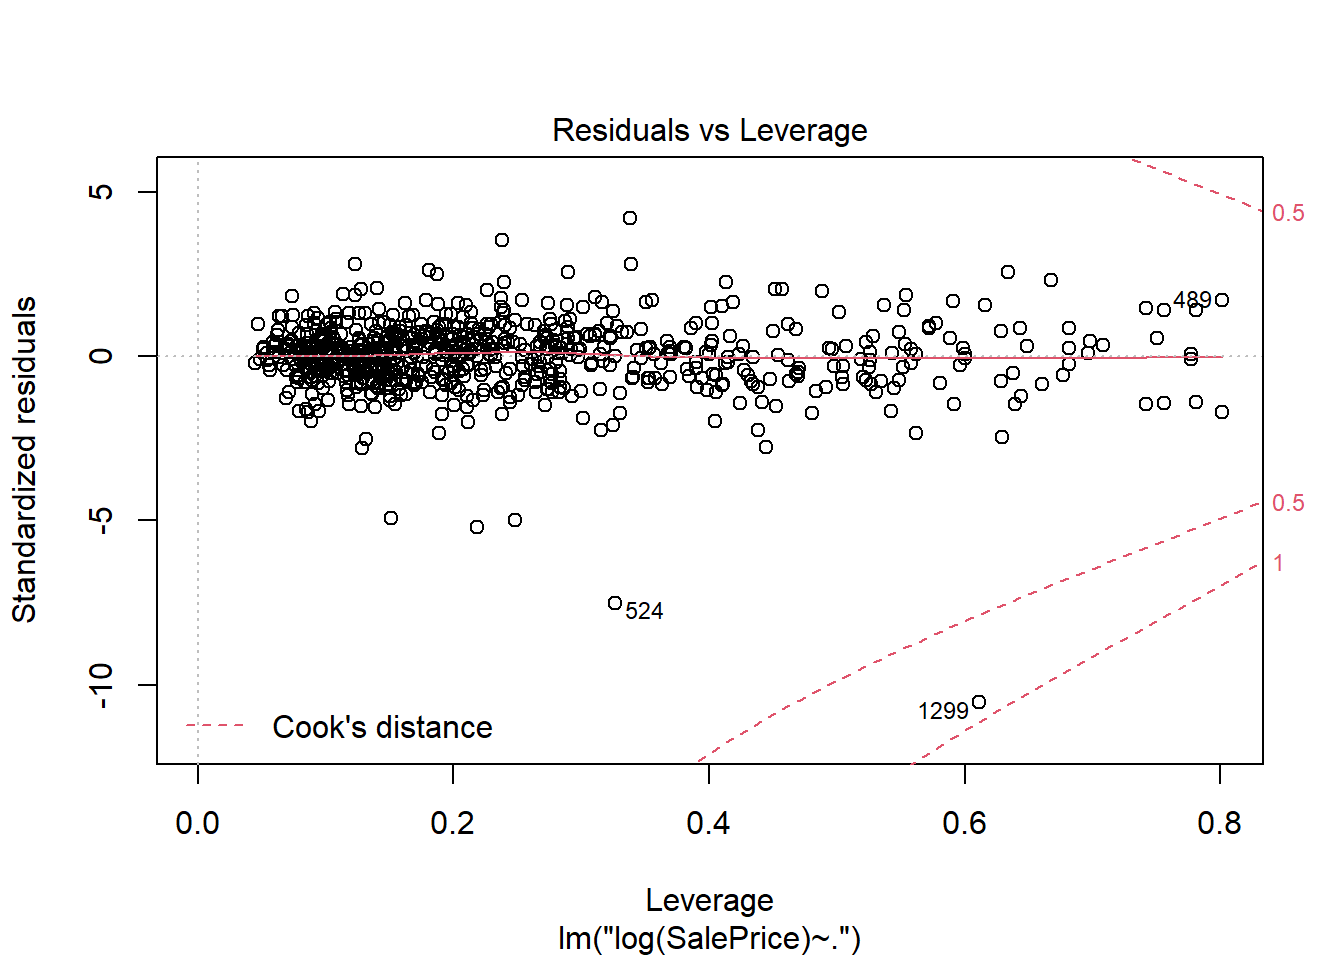 Residuals vs Leverage
Standardized residuals
5
0
-5
-10
0.5
0.5
1
489
524
1299
Cook's distance
0.0 0.2 0.4 0.6 0.8
Leverage
lm("log(SalePrice)~.")